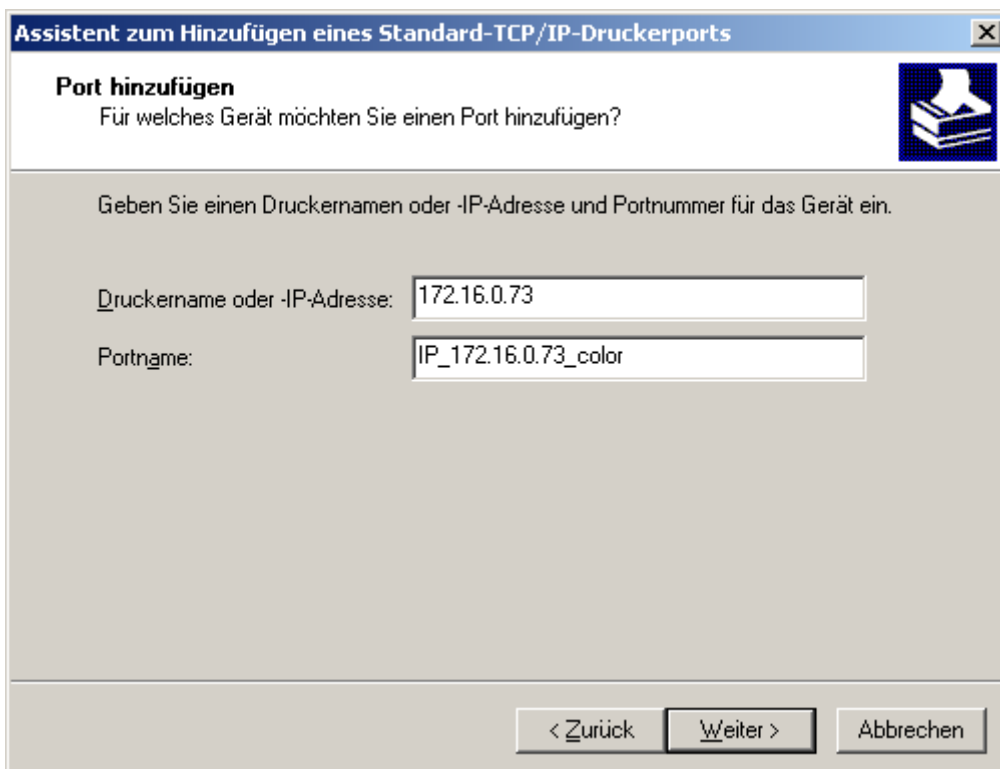 Assistent zum Hinzufügen eines Standard-TCP/IP-Druckerports
Port hinzufügen
Für welches Gerät möchten Sie einen Port hinzufügen?
Geben Sie einen Druckernamen oder -IP-Adresse und Portnummer für das Gerät ein.
Druckername oder -IP-Adresse: 172.16.0.73
Portname: IP_172.16.0.73_color
< Zurück Weiter > Abbrechen